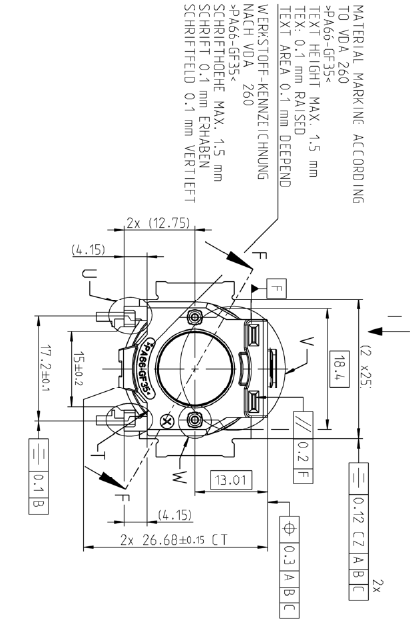 MATERIAL MARKING ACCORDING
TO VDA 260
>PA66-GF35<
TEXT HEIGHT MAX. 1.5 mm
TEX: 0.1 mm RAISED
TEXT AREA 0.1 mm DEEPEND
WERKSTOFF-KENNZEICHNUNG
NACH VDA 260
>PA66-GF35<
SCHRIFTHOEHE MAX. 1.5 mm
SCHRIFT 0.1 mm ERHABEN
SCHRIFTFELD 0.1 mm VERTIEFT
2x (12.75)
(4.15)
F
U
F
V
I
(2 x25.
18.4
17.2±0.1
15±0.2
>PA66-GF35<
// 0.2 F
W
T
F
13.01
(4.15)
2x 26.68±0.15 CT
0.1 B
2x
0.12 CZ A B C
0.3 A B C